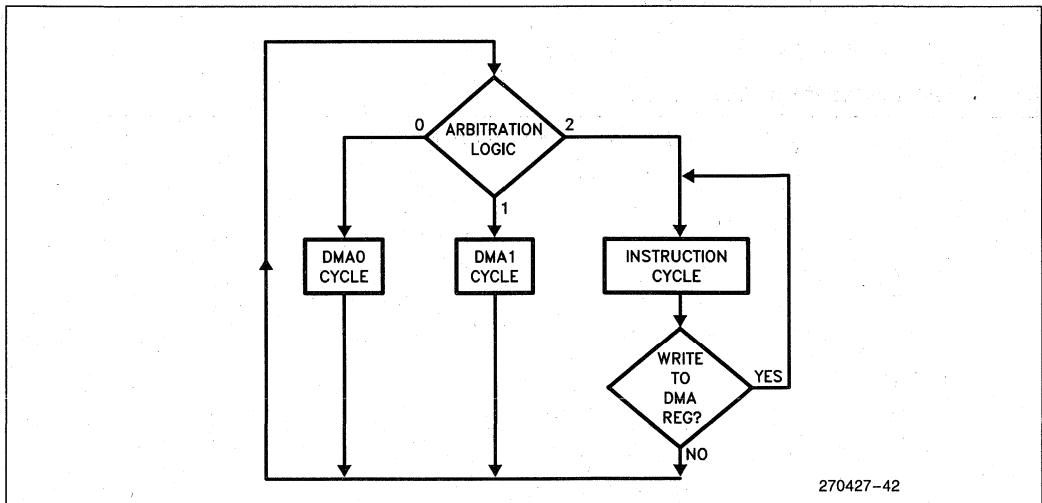 0
ARBITRATION
LOGIC
2
1
DMA0
CYCLE
DMA1
CYCLE
INSTRUCTION
CYCLE
WRITE
TO
DMA
REG?
YES
NO
270427-42